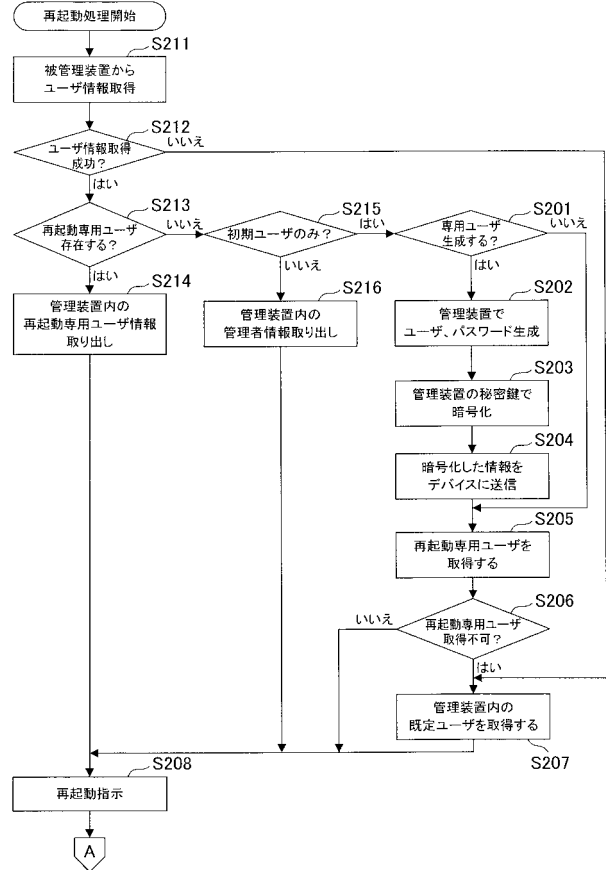 再起動処理開始
S211
被管理装置から
ユーザ情報取得
S212
ユーザ情報取得
成功？
いいえ
はい
S213
再起動専用ユーザ
存在する？
いいえ
はい
S215
初期ユーザのみ？
はい
いいえ
S201
専用ユーザ
生成する？
いいえ
はい
S214
管理装置内の
再起動専用ユーザ情報
取り出し
S216
管理装置内の
管理者情報取り出し
S202
管理装置で
ユーザ、パスワード生成
S203
管理装置の秘密鍵で
暗号化
S204
暗号化した情報を
デバイスに送信
S205
再起動専用ユーザを
取得する
S206
再起動専用ユーザ
取得不可？
いいえ
はい
管理装置内の
既定ユーザを取得する
S207
S208
再起動指示
A